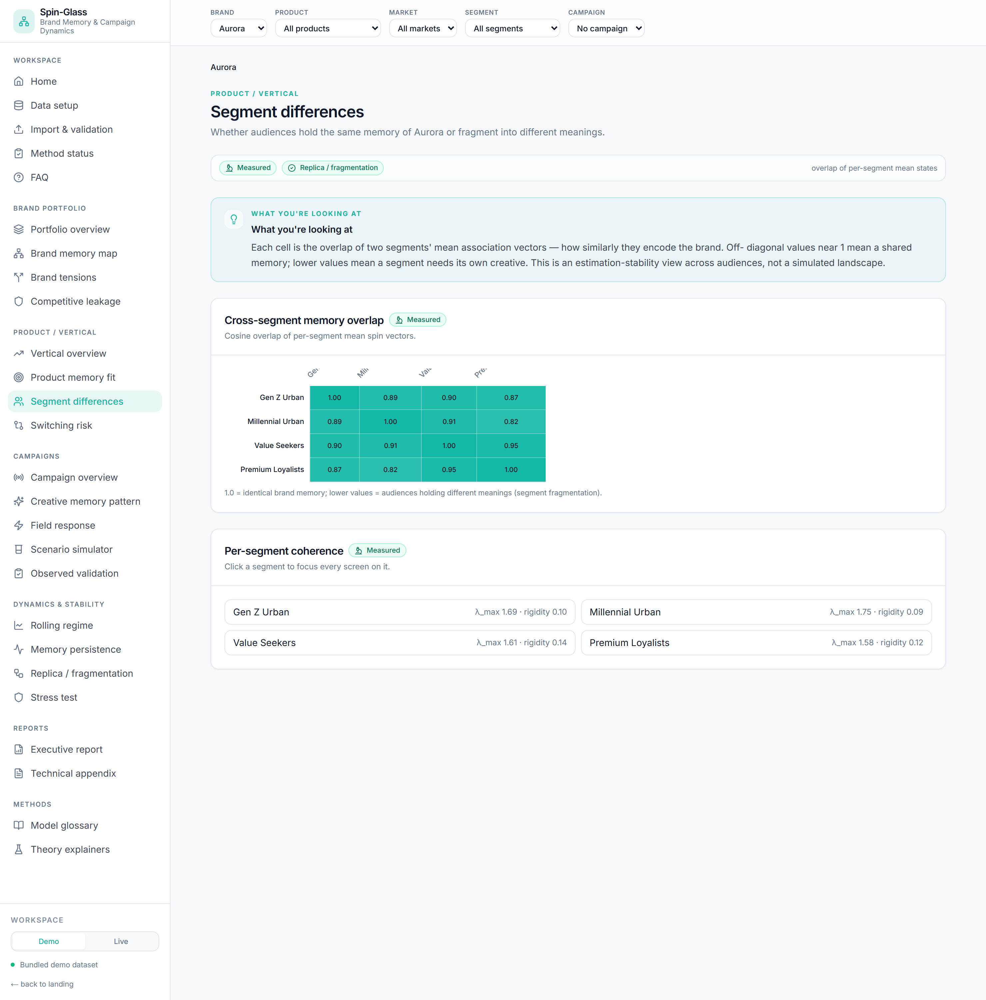 Spin-Glass
Brand Memory & Campaign
Dynamics
WORKSPACE
Home
Data setup
Import & validation
Method status
FAQ
BRAND PORTFOLIO
Portfolio overview
Brand memory map
Brand tensions
Competitive leakage
PRODUCT / VERTICAL
Vertical overview
Product memory fit
Segment differences
Switching risk
CAMPAIGNS
Campaign overview
Creative memory pattern
Field response
Scenario simulator
Observed validation
DYNAMICS & STABILITY
Rolling regime
Memory persistence
Replica / fragmentation
Stress test
REPORTS
Executive report
Technical appendix
METHODS
Model glossary
Theory explainers
WORKSPACE
Demo Live
Bundled demo dataset
← back to landing
BRAND PRODUCT MARKET SEGMENT CAMPAIGN
Aurora All products All markets All segments No campaign
Aurora
PRODUCT / VERTICAL
Segment differences
Whether audiences hold the same memory of Aurora or fragment into different meanings.
Measured Replica / fragmentation overlap of per-segment mean states
WHAT YOU'RE LOOKING AT
What you're looking at
Each cell is the overlap of two segments' mean association vectors — how similarly they encode the brand. Off- diagonal values near 1 mean a shared
memory; lower values mean a segment needs its own creative. This is an estimation-stability view across audiences, not a simulated landscape.
Cross-segment memory overlap Measured
Cosine overlap of per-segment mean spin vectors.
Gen Z Urban 1.00 0.89 0.90 0.87
Millennial Urban 0.89 1.00 0.91 0.82
Value Seekers 0.90 0.91 1.00 0.95
Premium Loyalists 0.87 0.82 0.95 1.00
1.0 = identical brand memory; lower values = audiences holding different meanings (segment fragmentation).
Per-segment coherence Measured
Click a segment to focus every screen on it.
Gen Z Urban λ_max 1.69 · rigidity 0.10
Millennial Urban λ_max 1.75 · rigidity 0.09
Value Seekers λ_max 1.61 · rigidity 0.14
Premium Loyalists λ_max 1.58 · rigidity 0.12